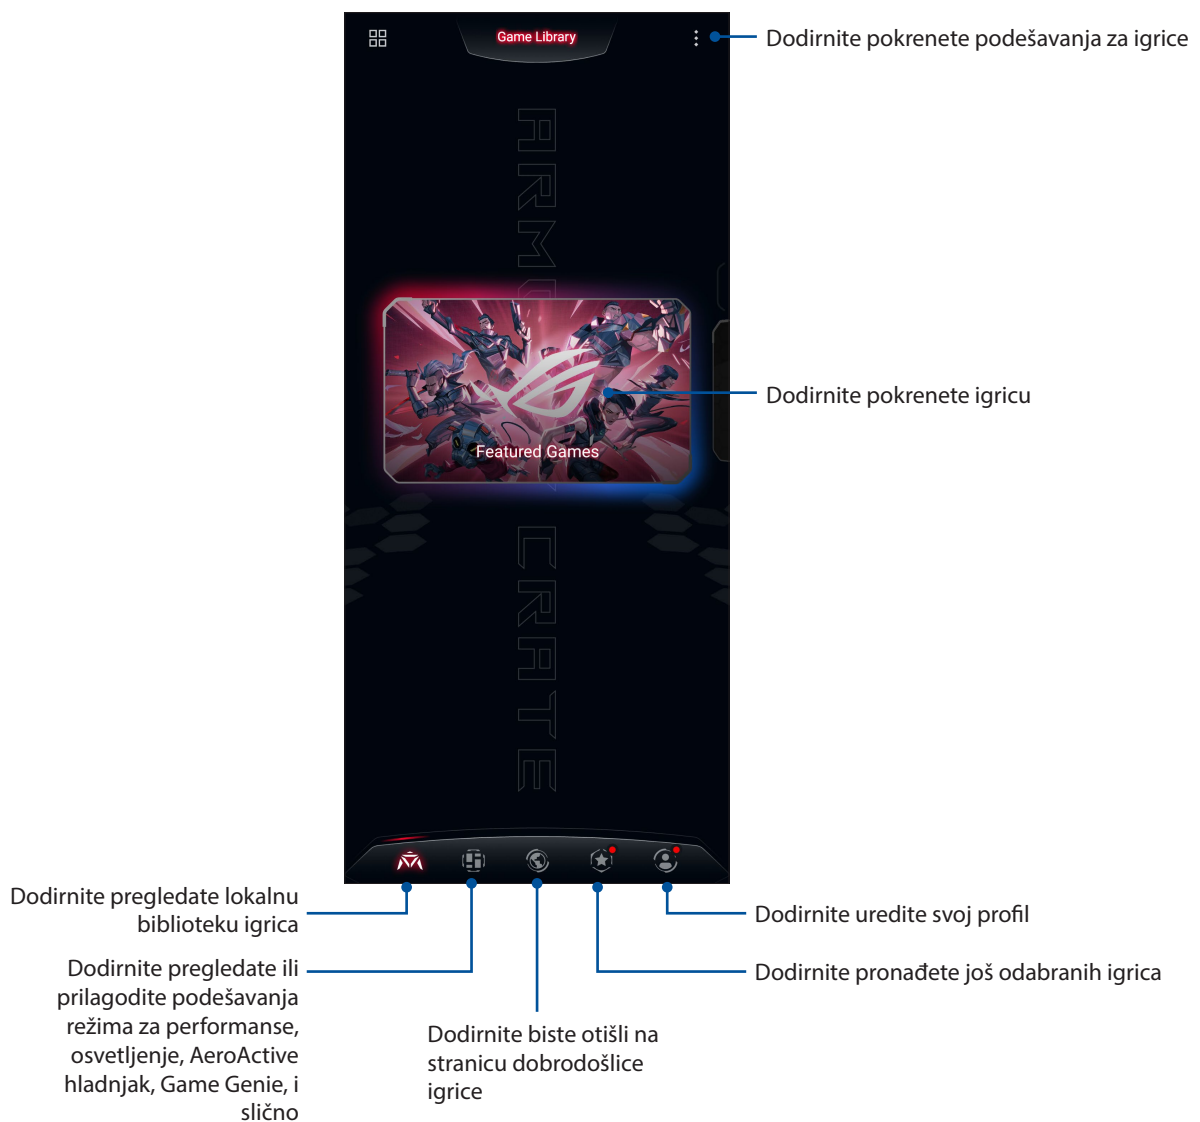 Game Library
Dodirnite pokrenete podešavanja za igrice
ARMOURY CRATE
Dodirnite pokrenete igricu
Featured Games
Dodirnite pregledate lokalnu
biblioteku igrica
Dodirnite uredite svoj profil
Dodirnite pregledate ili
prilagodite podešavanja
režima za performanse,
osvetljenje, AeroActive
hladnjak, Game Genie, i
slično
Dodirnite pronađete još odabranih igrica
Dodirnite biste otišli na
stranicu dobrodošlice
igrice